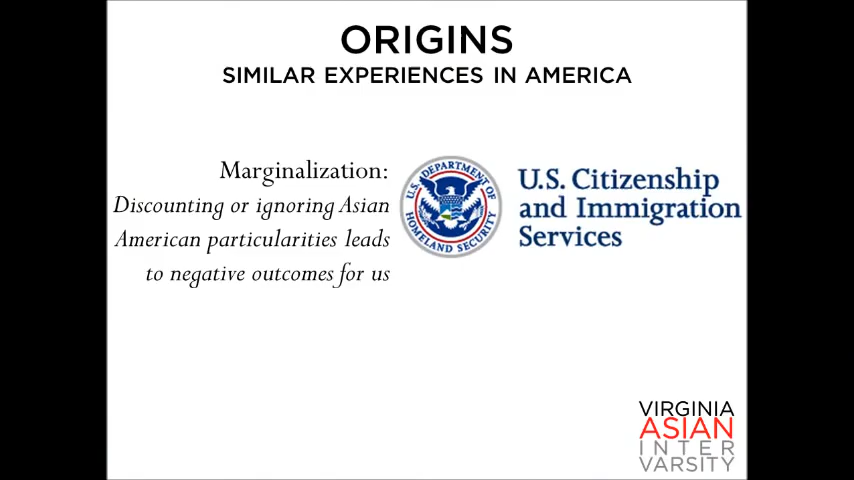 ORIGINS
SIMILAR EXPERIENCES IN AMERICA
Marginalization:
Discounting or ignoring Asian
American particularities leads
to negative outcomes for us
U.S. DEPARTMENT OF
HOMELAND SECURITY
U.S. Citizenship
and Immigration
Services
VIRGINIA
ASIAN
INTER
VARSITY